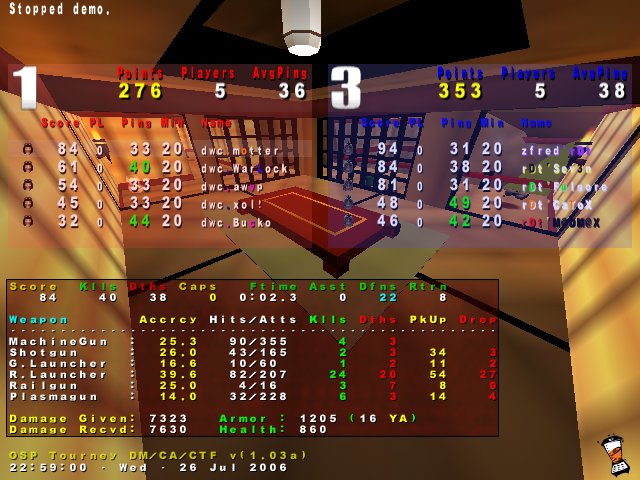 Stopped demo.
1 Points Players AvgPing
276 5 36
Score PL Ping Min Name
84 0 33 20 dwc.motter
61 0 40 20 dwc.WarLock
54 0 33 20 dwc.awup
45 0 33 20 dwc.xol!
32 0 44 20 dwc.Bucko
3 Points Players AvgPing
353 5 38
Score PL Ping Min Name
94 0 31 20 zfred
84 0 38 20
81 0 31 20
48 0 49 20
46 0 42 20
Score Klls Dths Caps Ftime Asst Dfns Rtrn
84 40 38 0 0:02.3 0 22 8
Weapon Accrcy Hits/Atts Klls Dths PkUp Drop
MachineGun : 25.3 90/355 4 3
Shotgun : 26.0 43/165 2 3 34 3
G.Launcher : 16.6 10/60 1 2 11 2
R.Launcher : 39.6 82/207 24 20 54 27
Railgun : 25.0 4/16 3 7 8 0
Plasmagun : 14.0 32/228 6 3 14 4
Damage Given: 7323 Armor : 1205 (16 YA)
Damage Recvd: 7630 Health: 860
OSP Tourney DM/CA/CTF v(1.03a)
22:59:00 - Wed - 26 Jul 2006